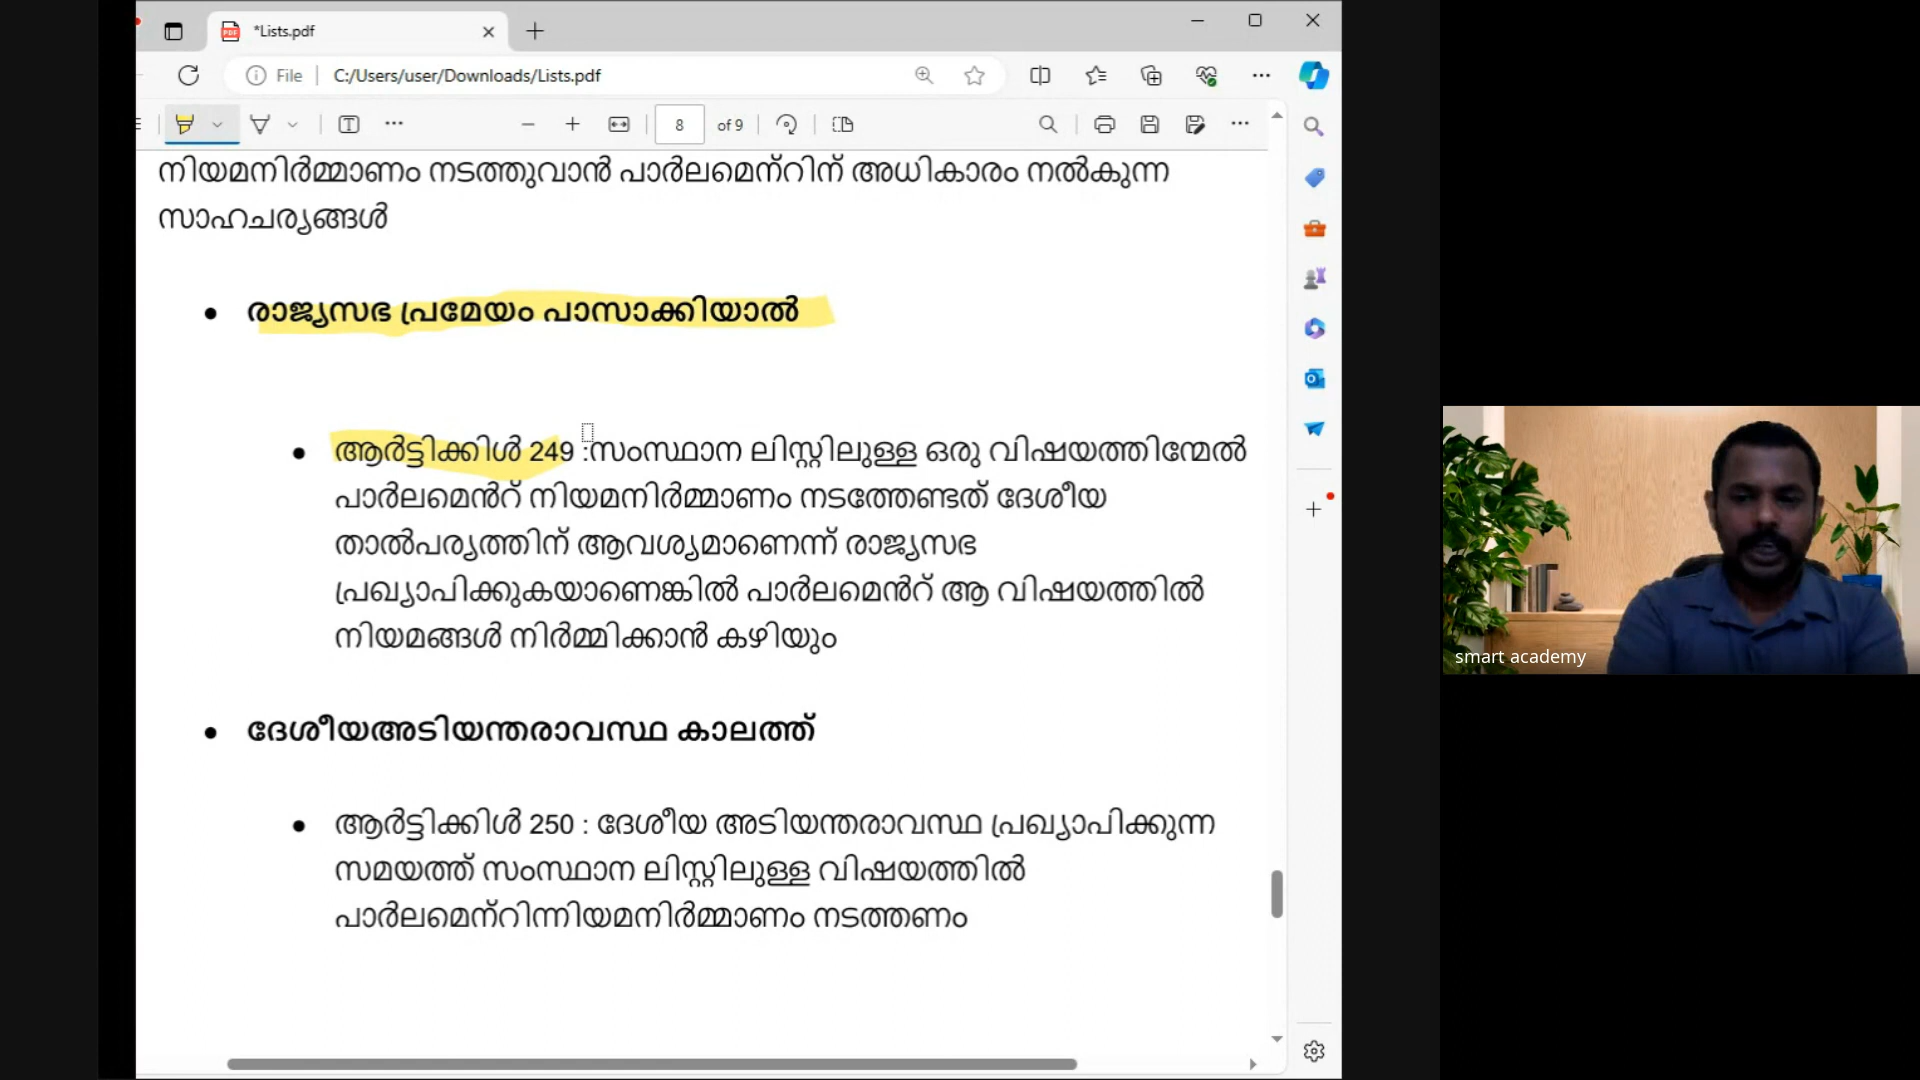 *Lists.pdf
File C:/Users/user/Downloads/Lists.pdf
8 of 9
നിയമനിർമ്മാണം നടത്തുവാൻ പാർലമെന്റിന് അധികാരം നൽകുന്ന
സാഹചര്യങ്ങൾ
• രാജ്യസഭ പ്രമേയം പാസാക്കിയാൽ
• ആർട്ടിക്കിൾ 249 :സംസ്ഥാന ലിസ്റ്റിലുള്ള ഒരു വിഷയത്തിന്മേൽ
പാർലമെൻറ് നിയമനിർമ്മാണം നടത്തേണ്ടത് ദേശീയ
താൽപര്യത്തിന് ആവശ്യമാണെന്ന് രാജ്യസഭ
പ്രഖ്യാപിക്കുകയാണെങ്കിൽ പാർലമെൻറ് ആ വിഷയത്തിൽ
നിയമങ്ങൾ നിർമ്മിക്കാൻ കഴിയും
• ദേശീയഅടിയന്തരാവസ്ഥ കാലത്ത്
• ആർട്ടിക്കിൾ 250 : ദേശീയ അടിയന്തരാവസ്ഥ പ്രഖ്യാപിക്കുന്ന
സമയത്ത് സംസ്ഥാന ലിസ്റ്റിലുള്ള വിഷയത്തിൽ
പാർലമെന്റിന്നിയമനിർമ്മാണം നടത്തണം
smart academy